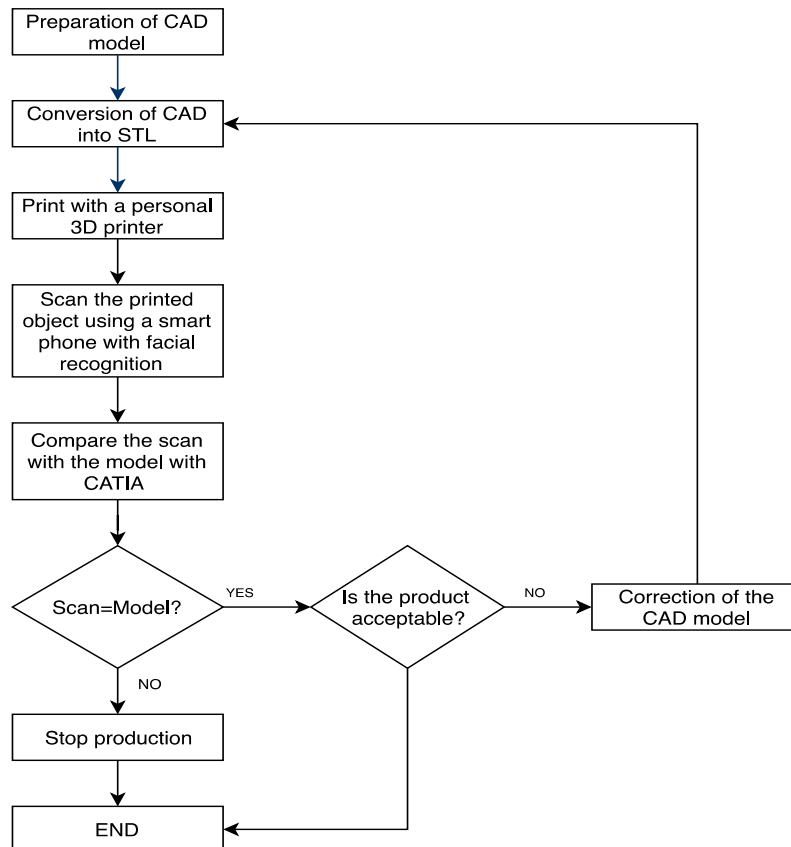 Preparation of CAD
model
Conversion of CAD
into STL
Print with a personal
3D printer
Scan the printed
object using a smart
phone with facial
recognition
Compare the scan
with the model with
CATIA
Scan=Model?
YES
Is the product
acceptable?
NO
Correction of the
CAD model
NO
Stop production
END